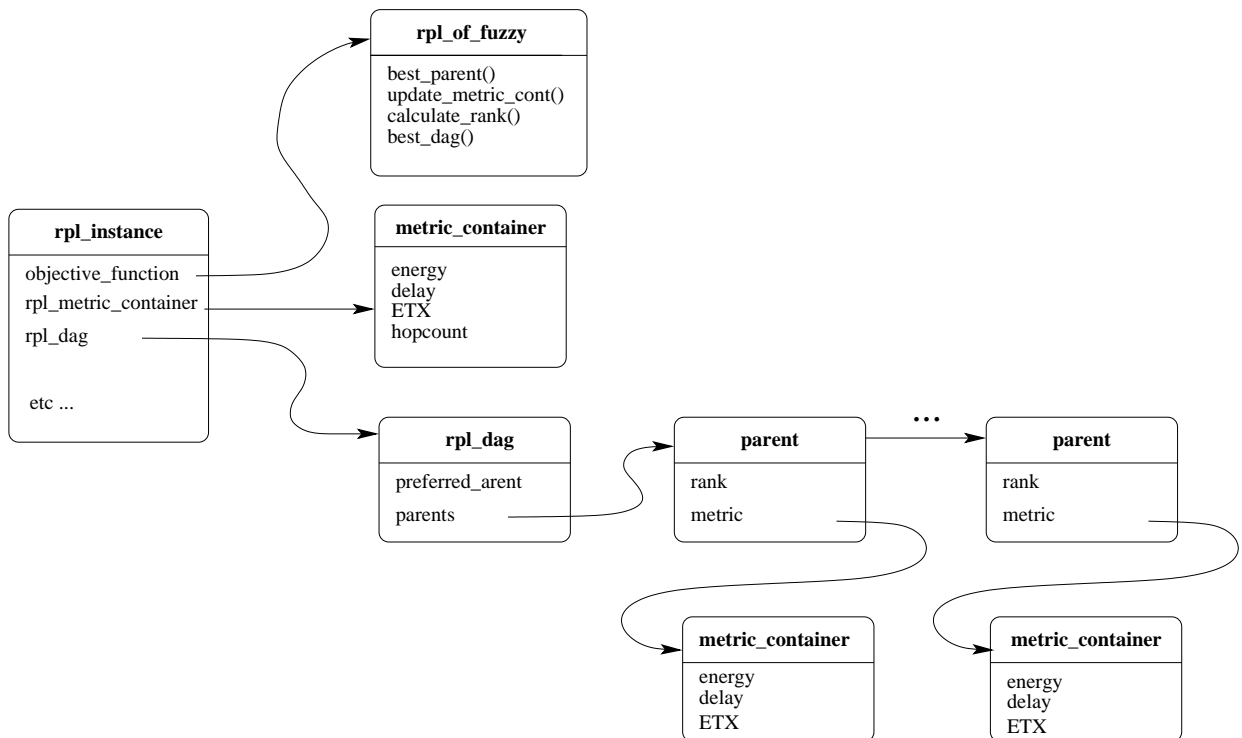 rpl_of_fuzzy
best_parent()
update_metric_cont()
calculate_rank()
best_dag()
rpl_instance
objective_function
rpl_metric_container
rpl_dag
etc ...
metric_container
energy
delay
ETX
hopcount
rpl_dag
preferred_arent
parents
parent
rank
metric
...
parent
rank
metric
metric_container
energy
delay
ETX
metric_container
energy
delay
ETX